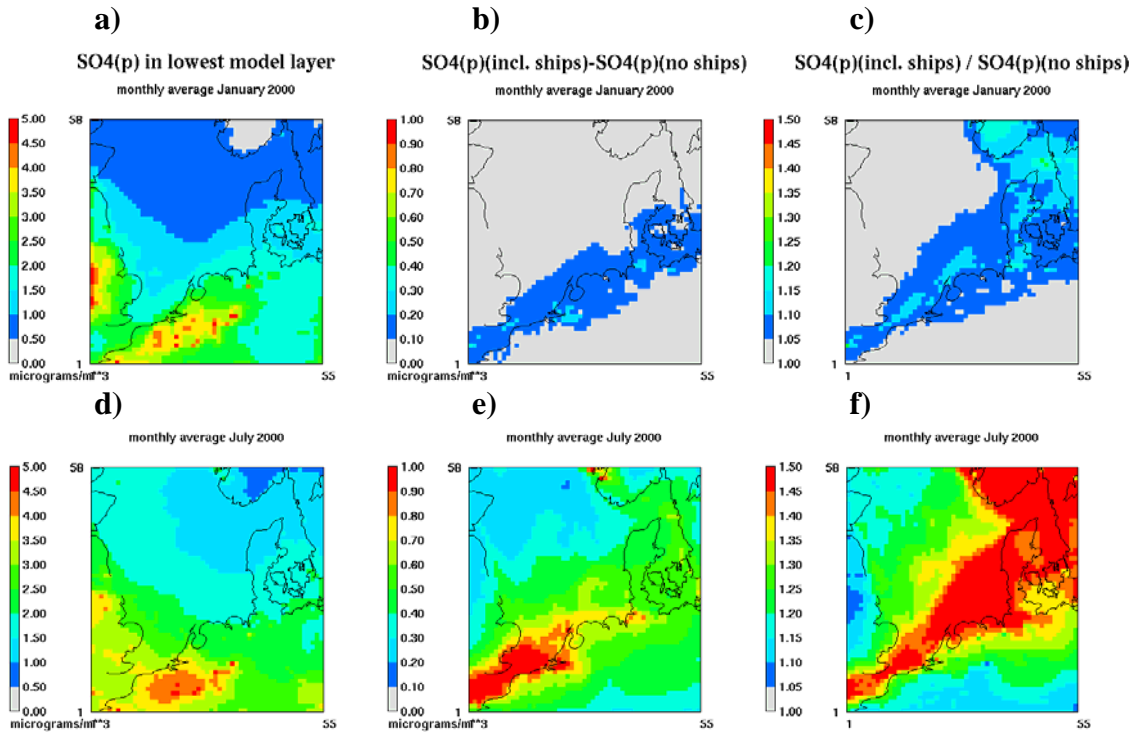 a) b) c)
SO4(p) in lowest model layer SO4(p)(incl. ships)-SO4(p)(no ships) SO4(p)(incl. ships) / SO4(p)(no ships)
monthly average January 2000 monthly average January 2000 monthly average January 2000
5.00 58 1.00 58 1.50 58
4.50 0.90 1.45
4.00 0.80 1.40
3.50 0.70 1.35
3.00 0.60 1.30
2.50 0.50 1.25
2.00 0.40 1.20
1.50 0.30 1.15
1.00 0.20 1.10
0.50 0.10 1.05
0.00 1 0.00 1 1.00 1
micrograms/m**3 55 micrograms/m**3 55 1 55
d) e) f)
monthly average July 2000 monthly average July 2000 monthly average July 2000
5.00 58 1.00 58 1.50 58
4.50 0.90 1.45
4.00 0.80 1.40
3.50 0.70 1.35
3.00 0.60 1.30
2.50 0.50 1.25
2.00 0.40 1.20
1.50 0.30 1.15
1.00 0.20 1.10
0.50 0.10 1.05
0.00 1 0.00 1 1.00 1
micrograms/m**3 55 micrograms/m**3 55 1 55